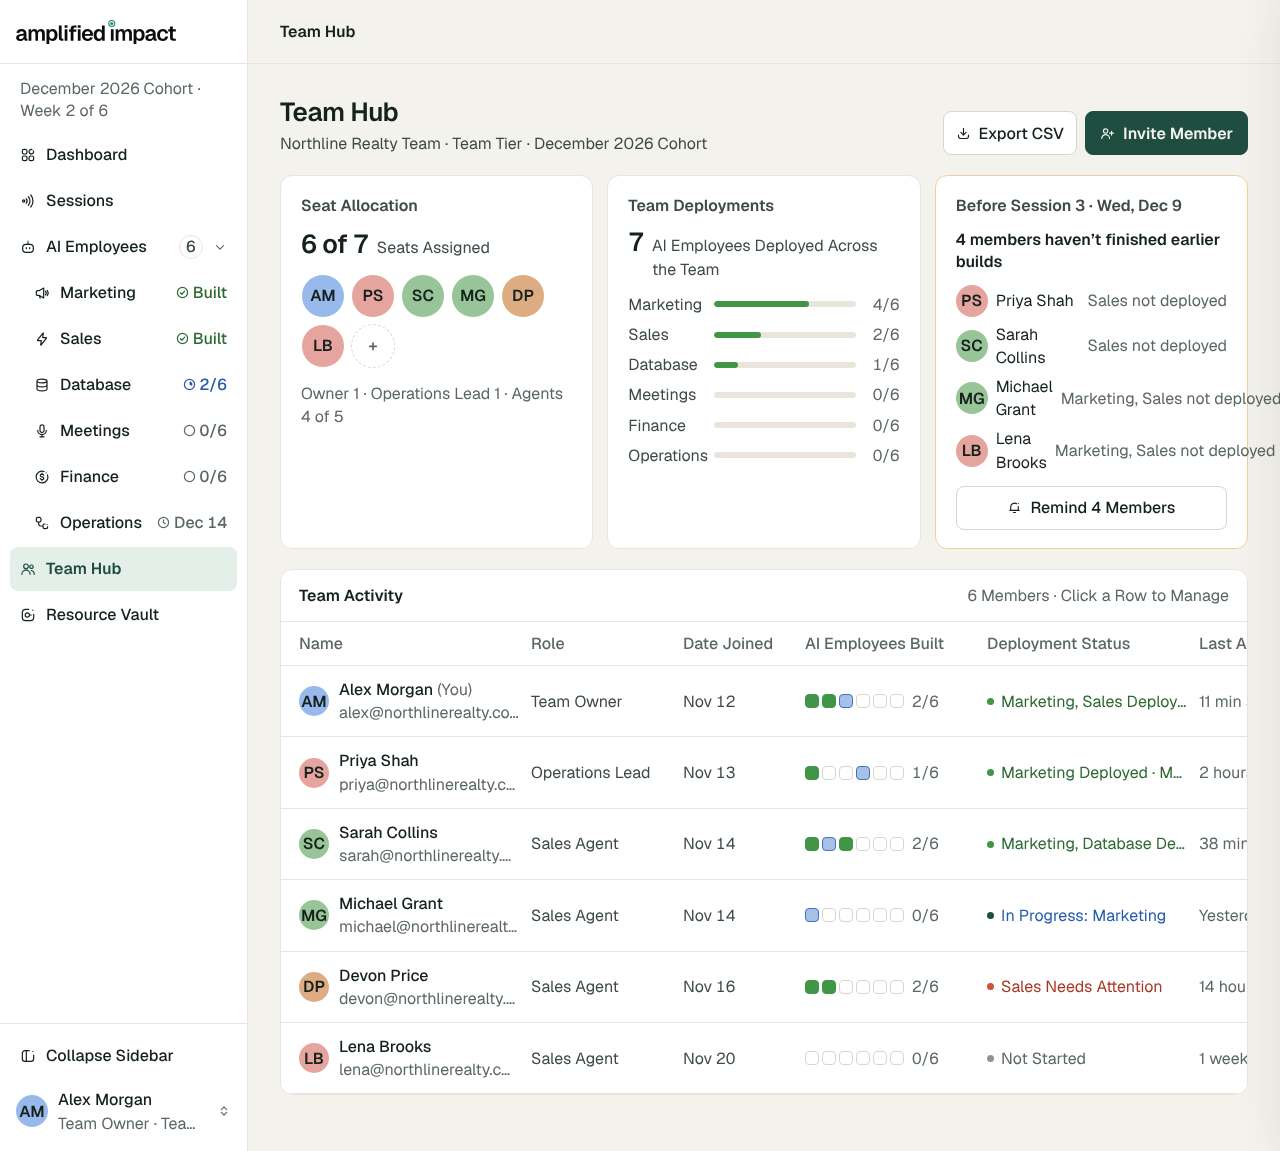 amplified impact
December 2026 Cohort ·
Week 2 of 6
Dashboard
Sessions
AI Employees 6
Marketing Built
Sales Built
Database 2/6
Meetings 0/6
Finance 0/6
Operations Dec 14
Team Hub
Resource Vault
Collapse Sidebar
AM Alex Morgan
Team Owner · Tea...
Team Hub
Team Hub
Northline Realty Team · Team Tier · December 2026 Cohort
Export CSV
Invite Member
Seat Allocation
6 of 7 Seats Assigned
AM PS SC MG DP
LB +
Owner 1 · Operations Lead 1 · Agents
4 of 5
Team Deployments
7 AI Employees Deployed Across
the Team
Marketing 4/6
Sales 2/6
Database 1/6
Meetings 0/6
Finance 0/6
Operations 0/6
Before Session 3 · Wed, Dec 9
4 members haven’t finished earlier
builds
PS Priya Shah Sales not deployed
SC Sarah Collins Sales not deployed
MG Michael Grant Marketing, Sales not deployed
LB Lena Brooks Marketing, Sales not deployed
Remind 4 Members
Team Activity 6 Members · Click a Row to Manage
Name Role Date Joined AI Employees Built Deployment Status Last A
AM Alex Morgan (You)
alex@northlinerealty.co... Team Owner Nov 12 2/6 Marketing, Sales Deploy... 11 min
PS Priya Shah
priya@northlinerealty.c... Operations Lead Nov 13 1/6 Marketing Deployed · M... 2 hour
SC Sarah Collins
sarah@northlinerealty.... Sales Agent Nov 14 2/6 Marketing, Database De... 38 min
MG Michael Grant
michael@northlinerealt... Sales Agent Nov 14 0/6 In Progress: Marketing Yester
DP Devon Price
devon@northlinerealty.... Sales Agent Nov 16 2/6 Sales Needs Attention 14 hou
LB Lena Brooks
lena@northlinerealty.c... Sales Agent Nov 20 0/6 Not Started 1 week